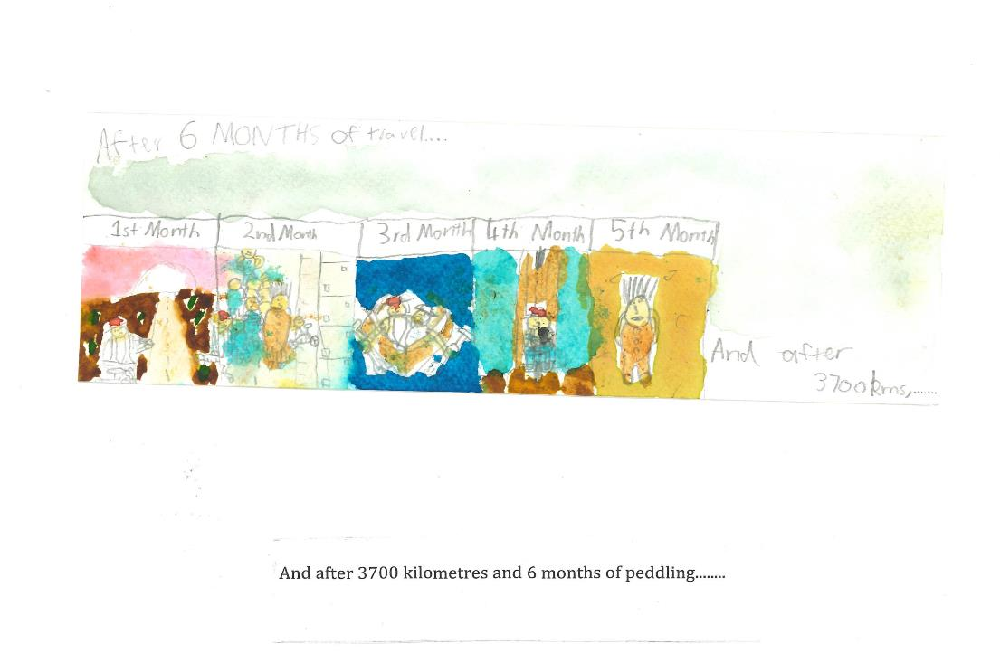 After 6 MONTHS of travel....
1st Month
2nd Month
3rd Month
4th Month
5th Month
And after
3700kms,.......
And after 3700 kilometres and 6 months of peddling........